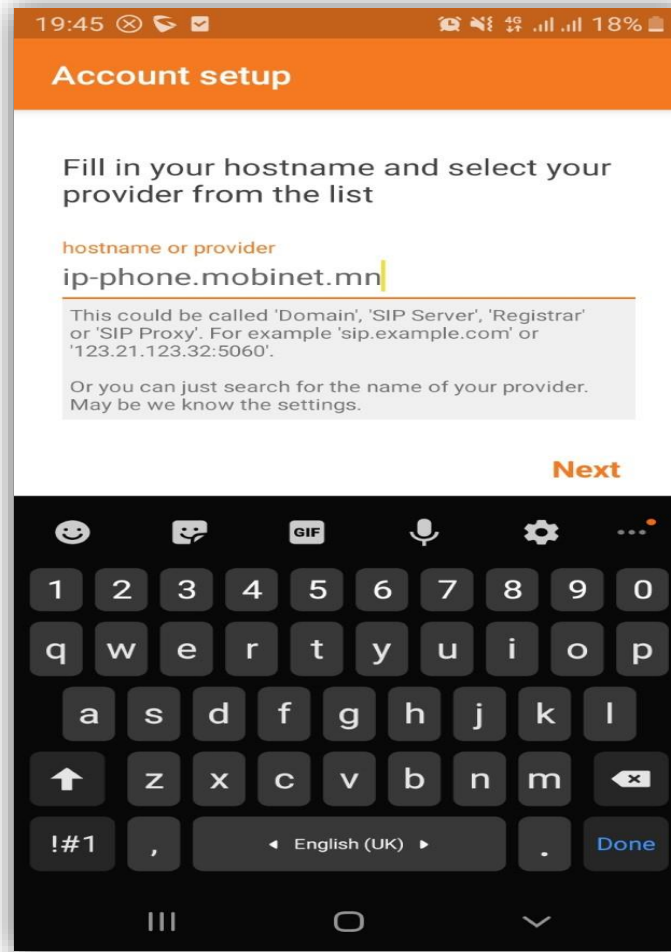 19:45 4G 18%
Account setup
Fill in your hostname and select your
provider from the list
hostname or provider
ip-phone.mobinet.mn
This could be called 'Domain', 'SIP Server', 'Registrar'
or 'SIP Proxy'. For example 'sip.example.com' or
'123.21.123.32:5060'.
Or you can just search for the name of your provider.
May be we know the settings.
Next
GIF
1 2 3 4 5 6 7 8 9 0
q w e r t y u i o p
a s d f g h j k l
z x c v b n m
!#1 , English (UK) . Done